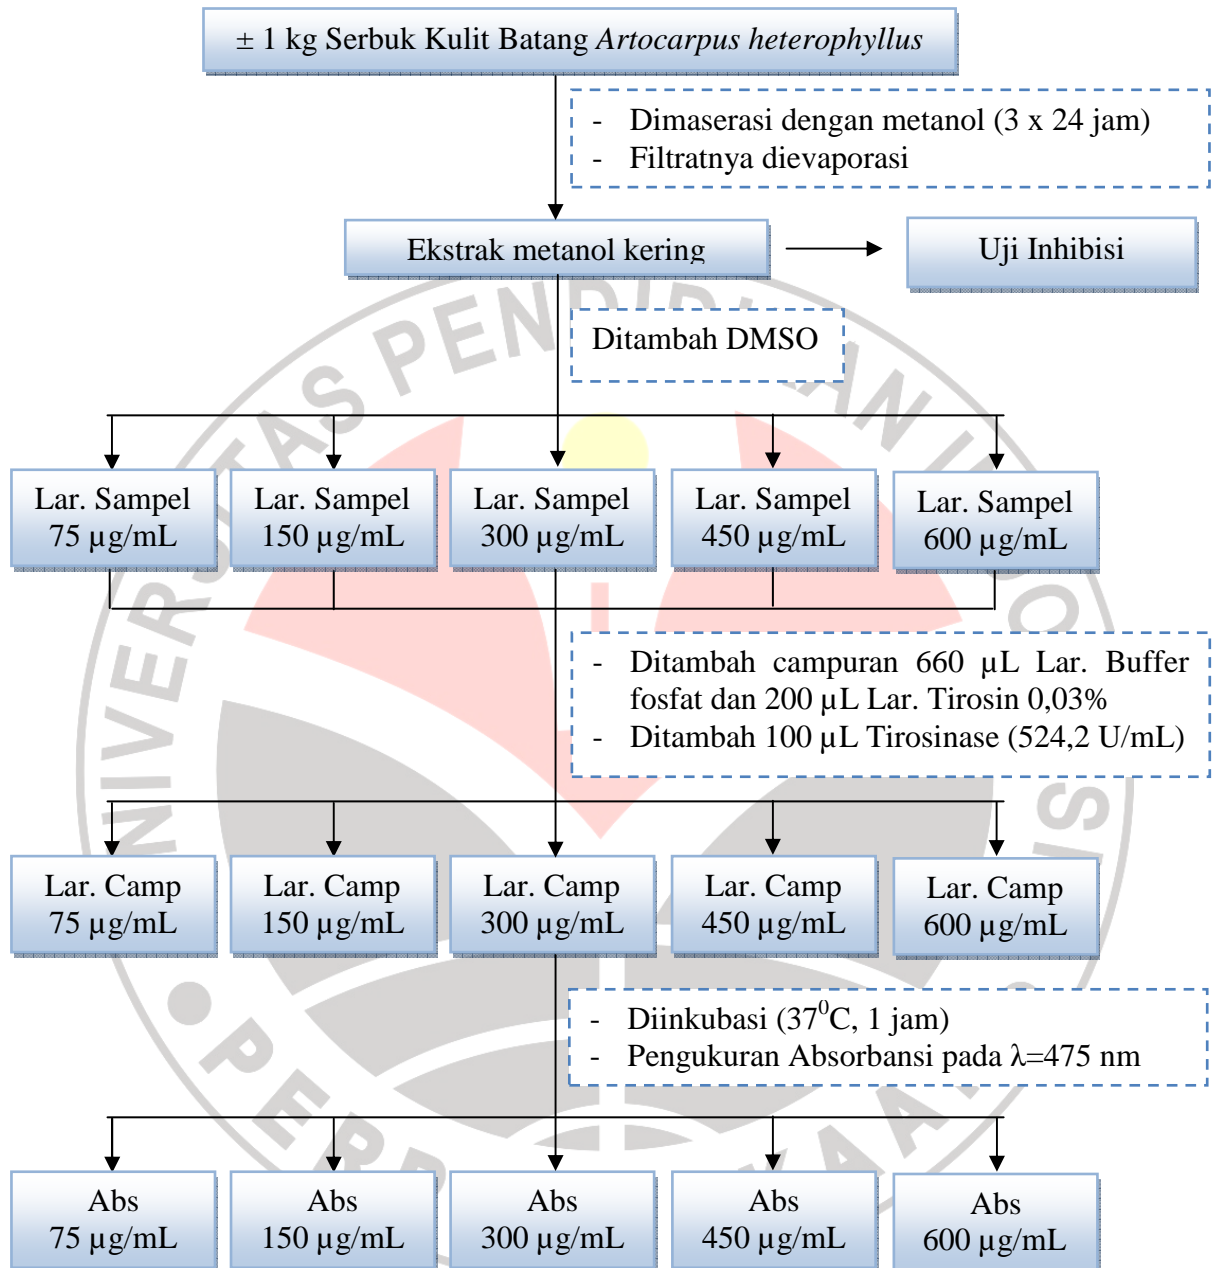 ± 1 kg Serbuk Kulit Batang Artocarpus heterophyllus
- Dimaserasi dengan metanol (3 x 24 jam)
- Filtratnya dievaporasi
Ekstrak metanol kering
Uji Inhibisi
Ditambah DMSO
Lar. Sampel
75 µg/mL
Lar. Sampel
150 µg/mL
Lar. Sampel
300 µg/mL
Lar. Sampel
450 µg/mL
Lar. Sampel
600 µg/mL
- Ditambah campuran 660 µL Lar. Buffer
fosfat dan 200 µL Lar. Tirosin 0,03%
- Ditambah 100 µL Tirosinase (524,2 U/mL)
Lar. Camp
75 µg/mL
Lar. Camp
150 µg/mL
Lar. Camp
300 µg/mL
Lar. Camp
450 µg/mL
Lar. Camp
600 µg/mL
- Diinkubasi (37⁰C, 1 jam)
- Pengukuran Absorbansi pada λ=475 nm
Abs
75 µg/mL
Abs
150 µg/mL
Abs
300 µg/mL
Abs
450 µg/mL
Abs
600 µg/mL